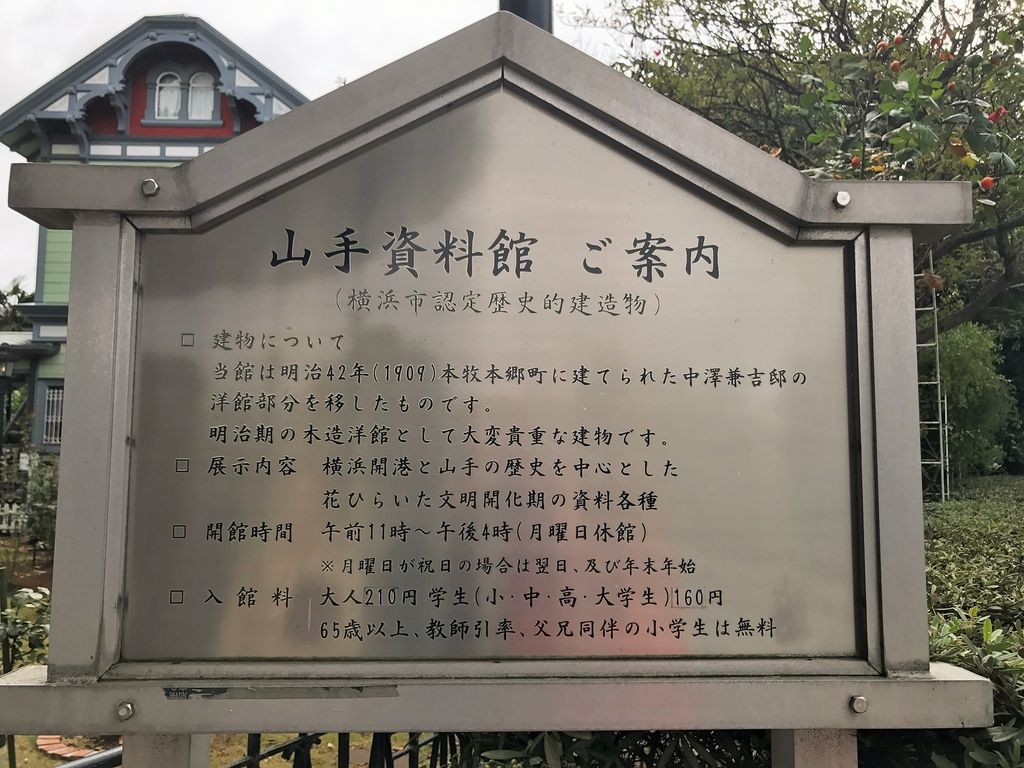 山手資料館 ご案内
(横浜市認定歴史的建造物)
□ 建物について
当館は明治42年(1909)本牧本郷町に建てられた中澤兼吉邸の
洋館部分を移したものです。
明治期の木造洋館として大変貴重な建物です。
□ 展示内容 横浜開港と山手の歴史を中心とした
花ひらいた文明開化期の資料各種
□ 開館時間 午前11時～午後4時(月曜日休館)
※月曜日が祝日の場合は翌日、及び年末年始
□ 入館料 大人210円 学生(小・中・高・大学生)160円
65歳以上、教師引率、父兄同伴の小学生は無料